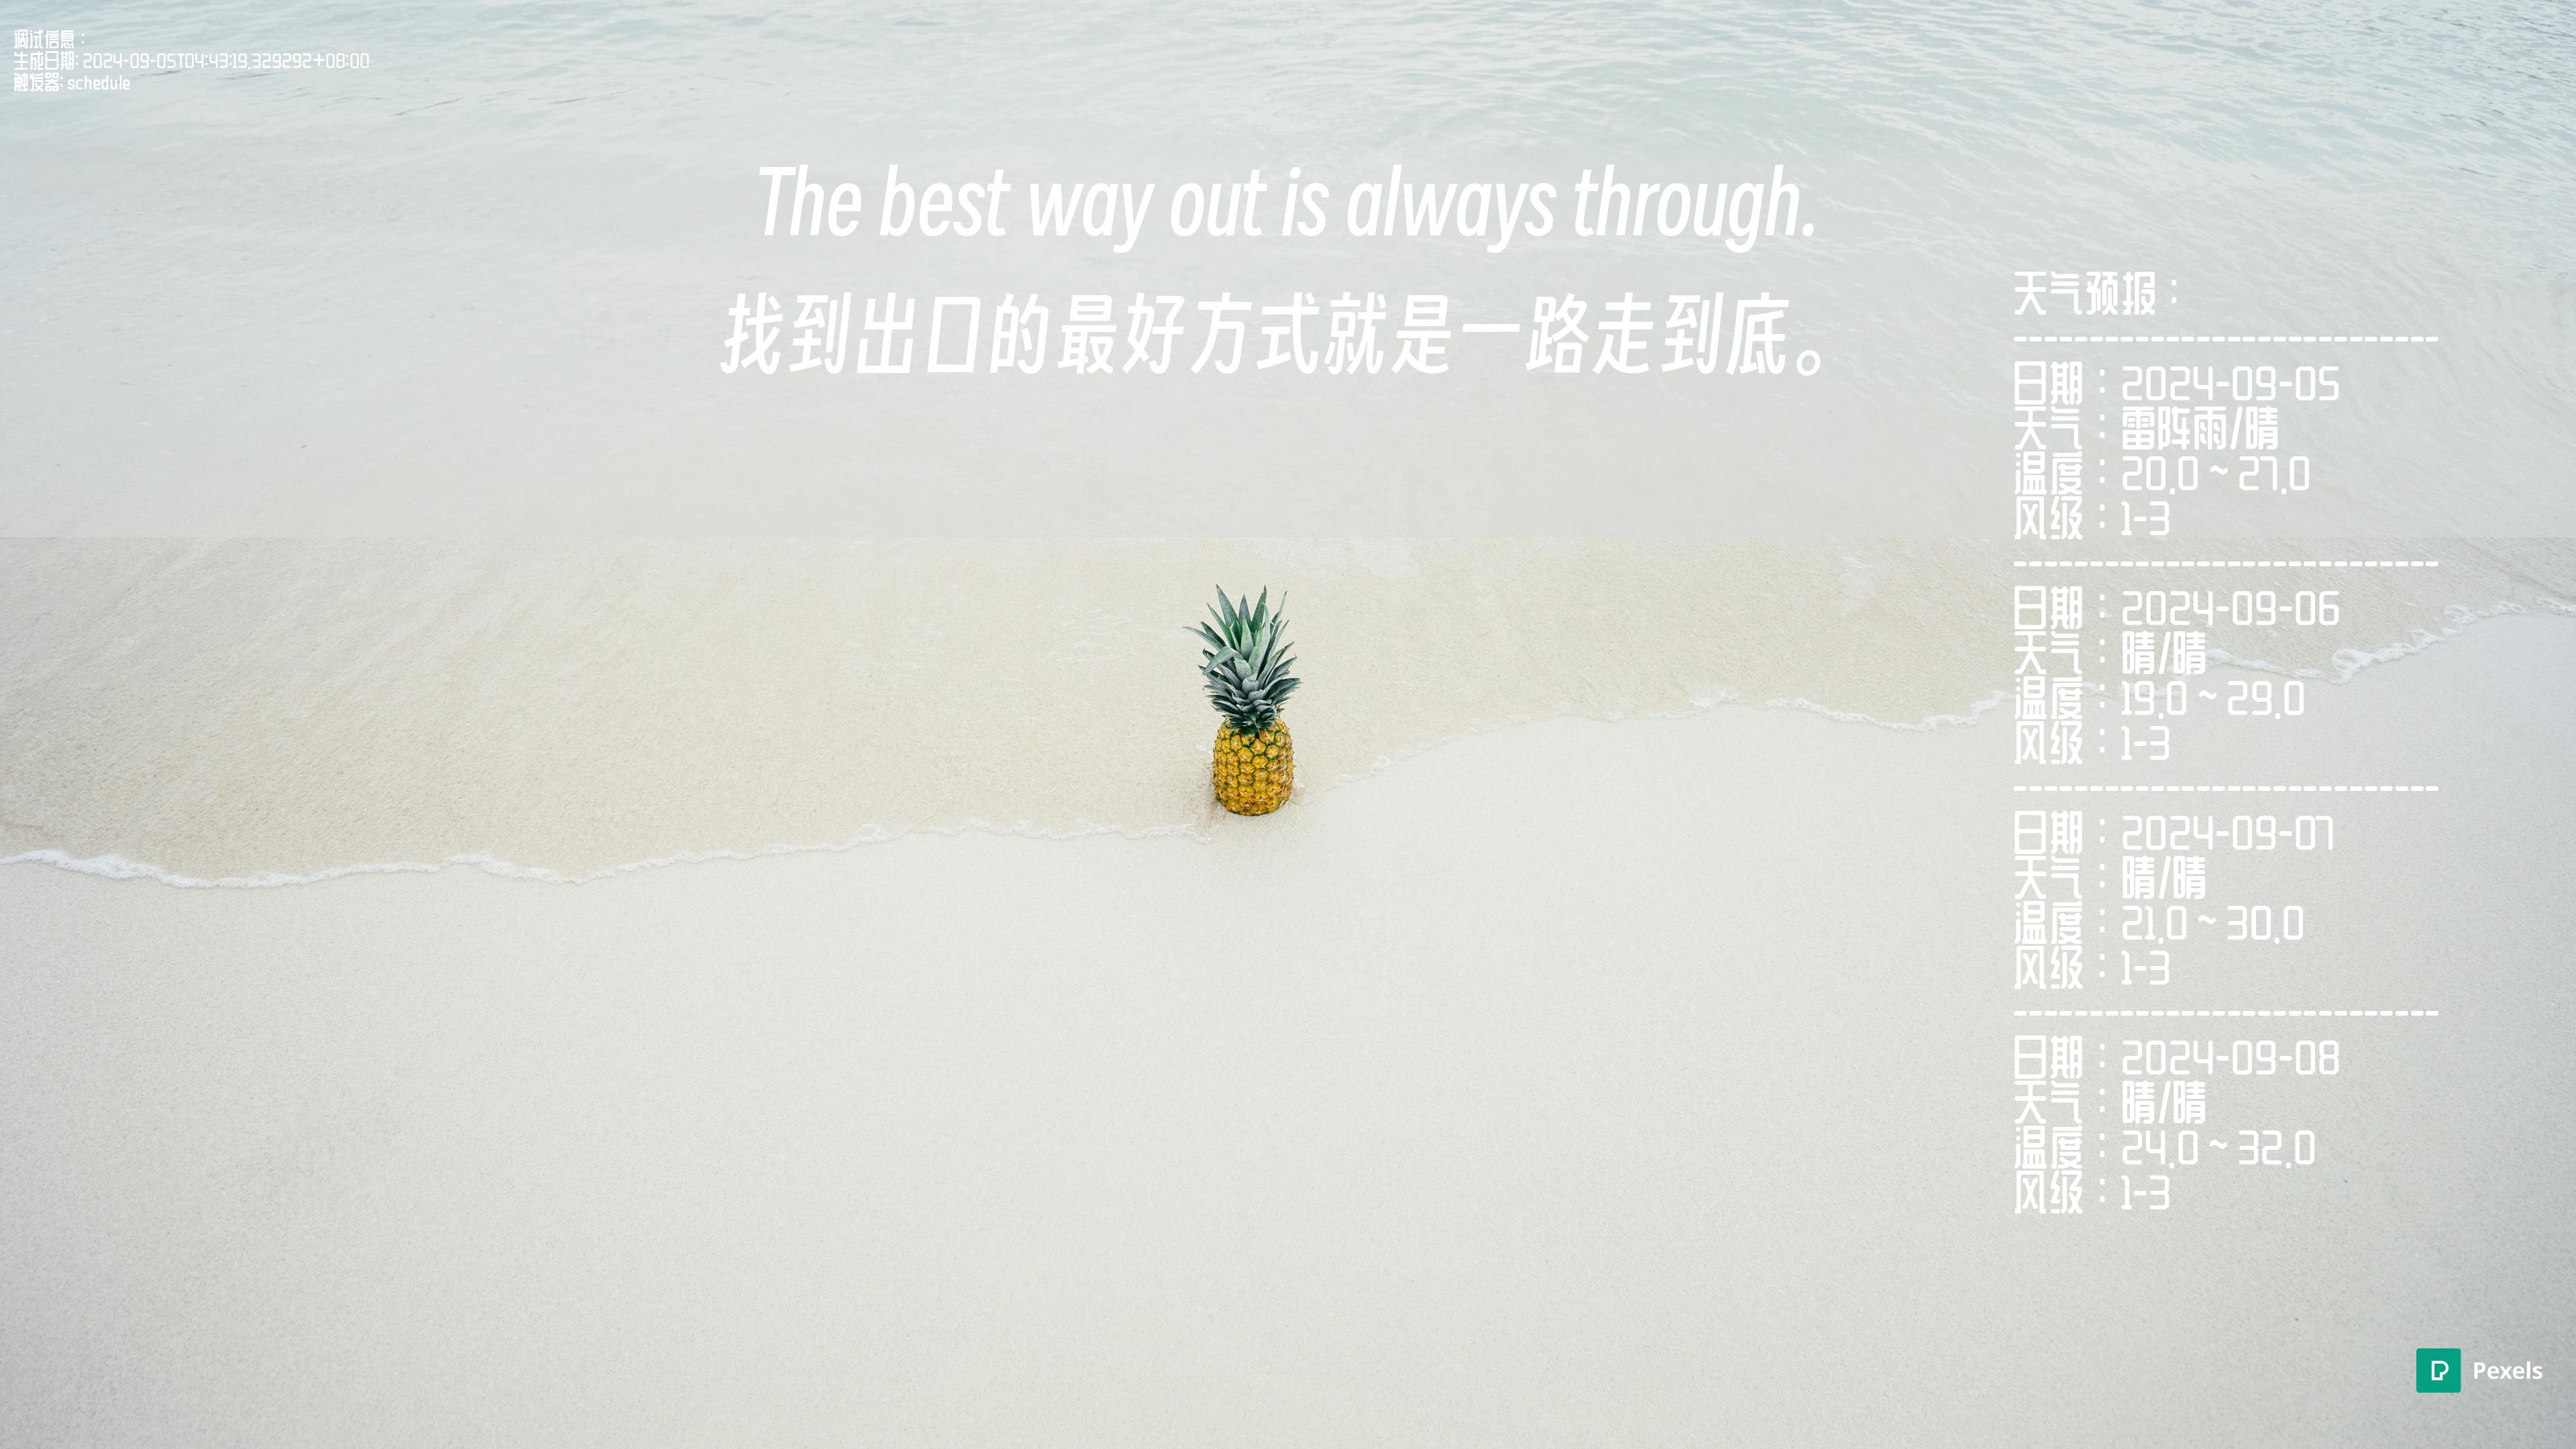 调试信息：
生成日期: 2024-09-05T04:43:19.329292+08:00
触发器: schedule
The best way out is always through.
找到出口的最好方式就是一路走到底。
天气预报：
----------------------------
日期：2024-09-05
天气：雷阵雨/晴
温度：20.0 ~ 27.0
风级：1-3
----------------------------
日期：2024-09-06
天气：晴/晴
温度：19.0 ~ 29.0
风级：1-3
----------------------------
日期：2024-09-07
天气：晴/晴
温度：21.0 ~ 30.0
风级：1-3
----------------------------
日期：2024-09-08
天气：晴/晴
温度：24.0 ~ 32.0
风级：1-3
Pexels